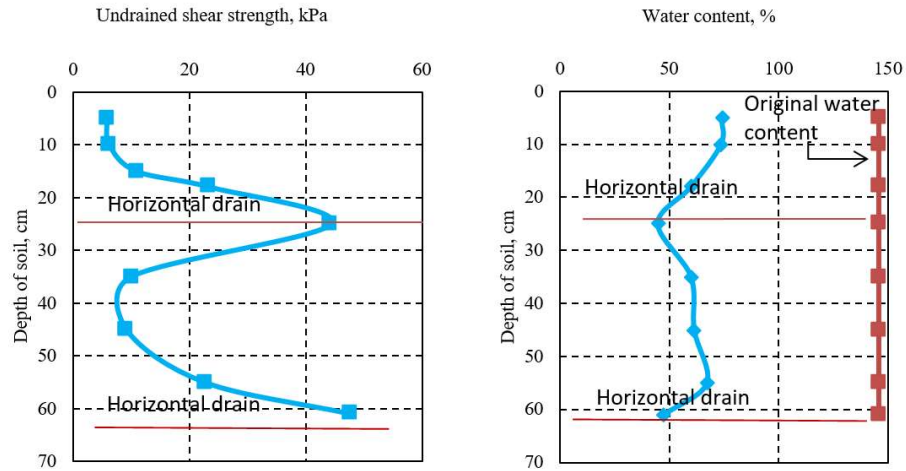 Undrained shear strength, kPa
0 20 40 60
0
10
20
30
40
50
60
70
Depth of soil, cm
Horizontal drain
Horizontal drain
Water content, %
0 50 100 150
0
10
20
30
40
50
60
70
Depth of soil, cm
Original water
content
Horizontal drain
Horizontal drain